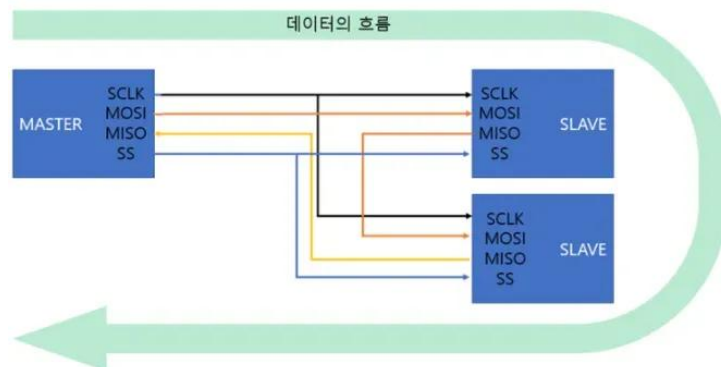 데이터의 흐름
MASTER
SCLK
MOSI
MISO
SS
SCLK
MOSI
MISO
SS
SLAVE
SCLK
MOSI
MISO
SS
SLAVE